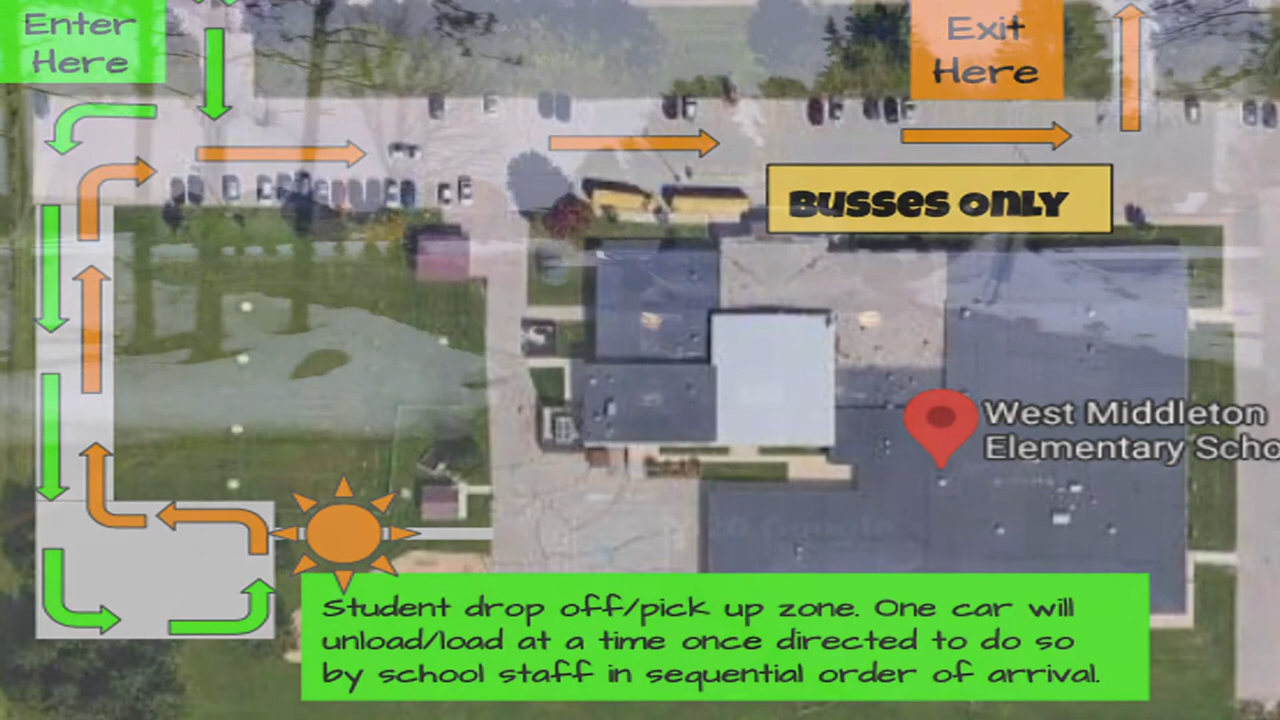 Enter
Here
Exit
Here
BUSSES ONLY
West Middleton
Elementary Scho
Student drop off/pick up zone. One car will
unload/load at a time once directed to do so
by school staff in sequential order of arrival.